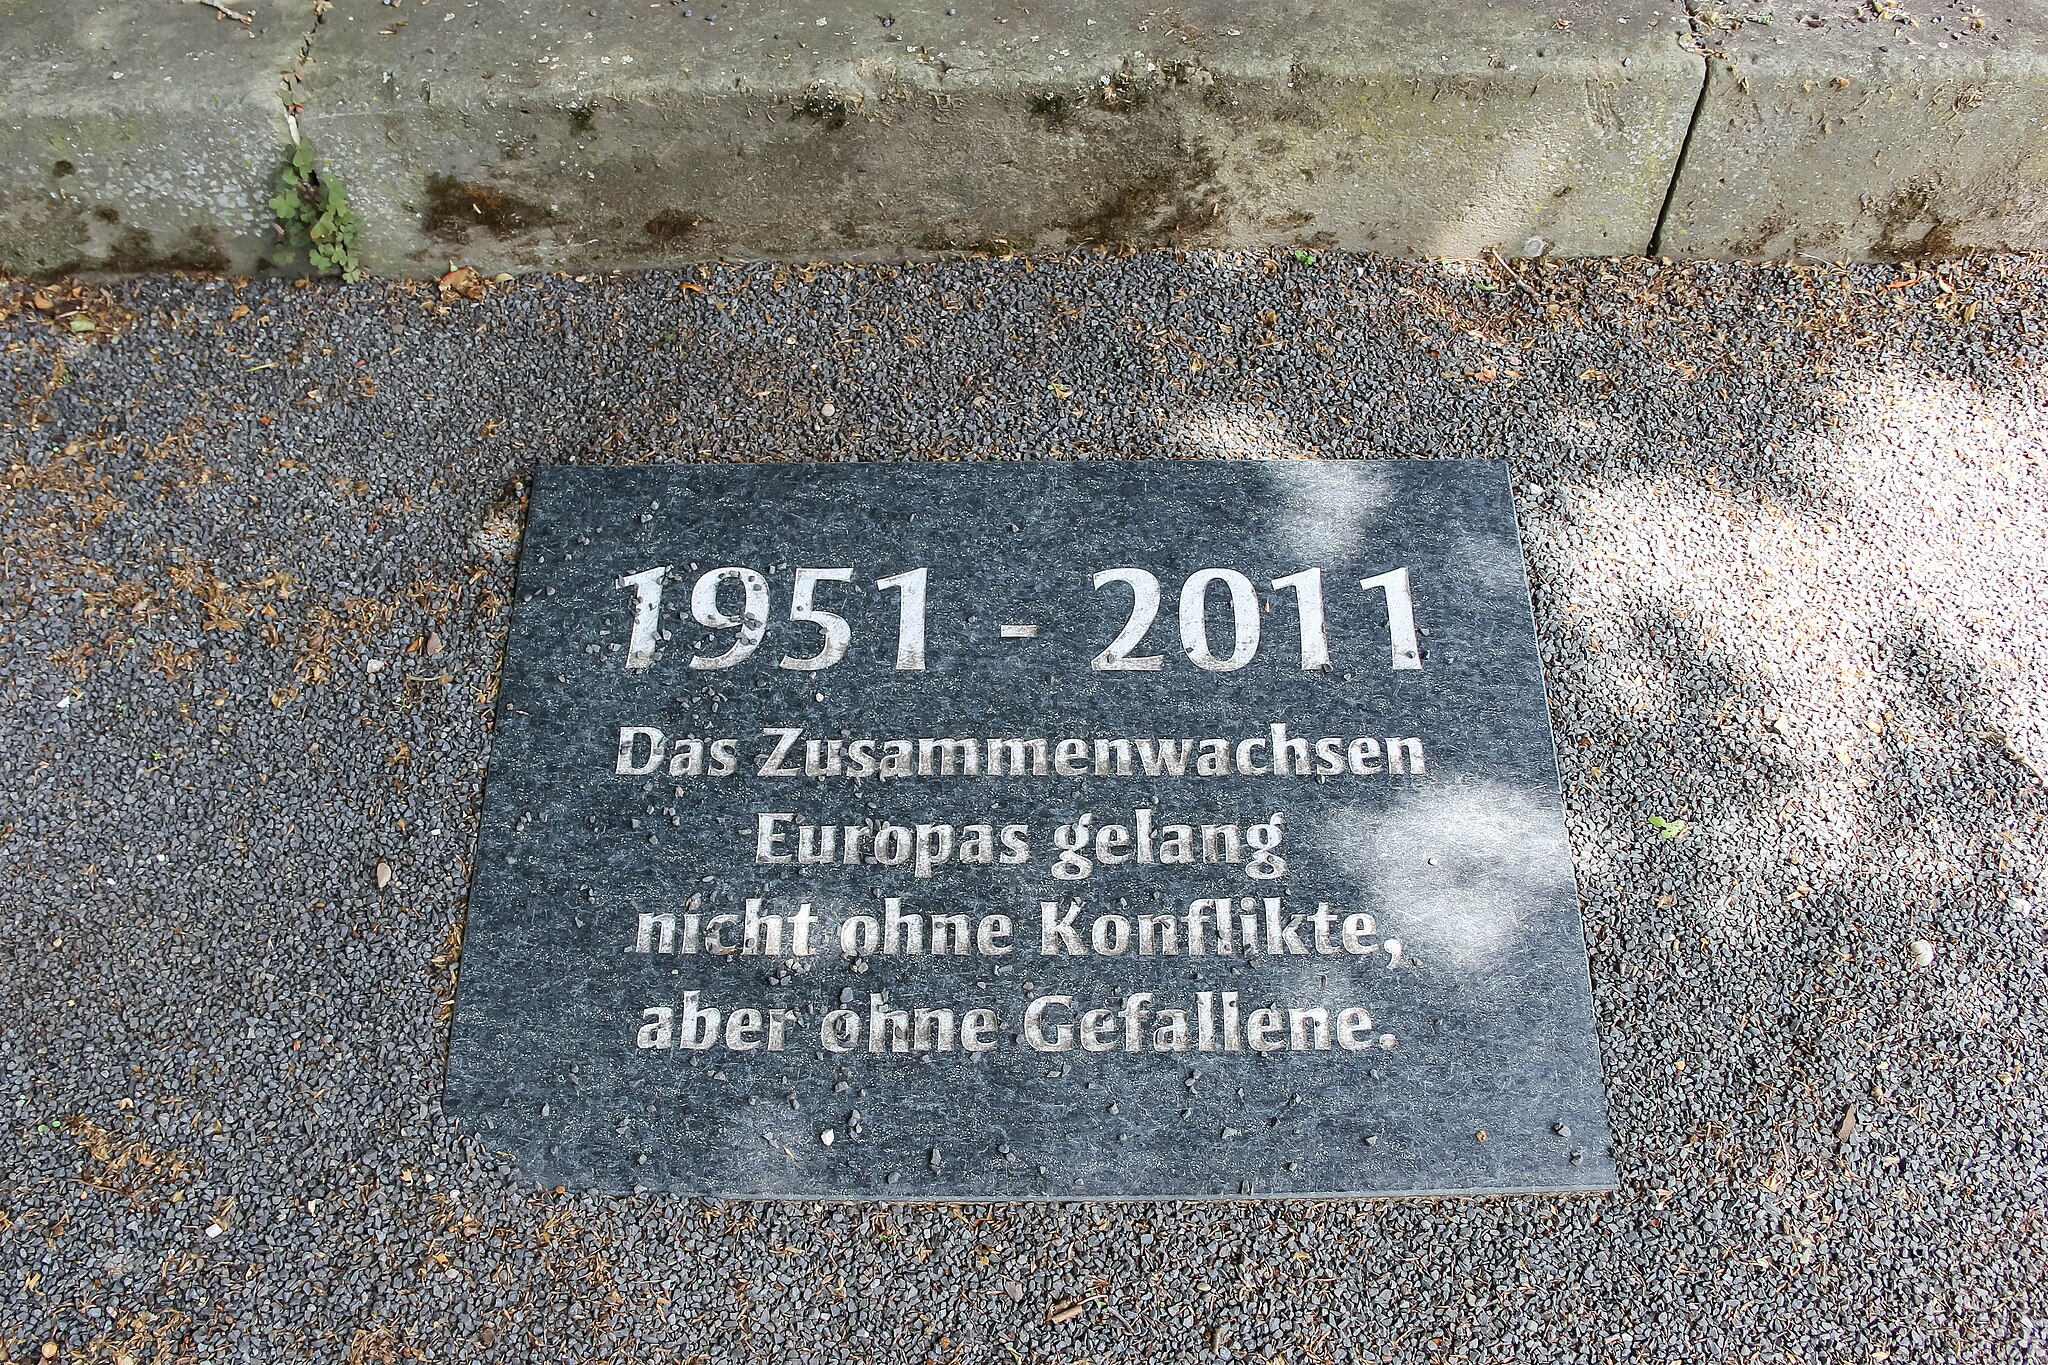 1951 - 2011
Das Zusammenwachsen
Europas gelang
nicht ohne Konflikte,
aber ohne Gefallene.